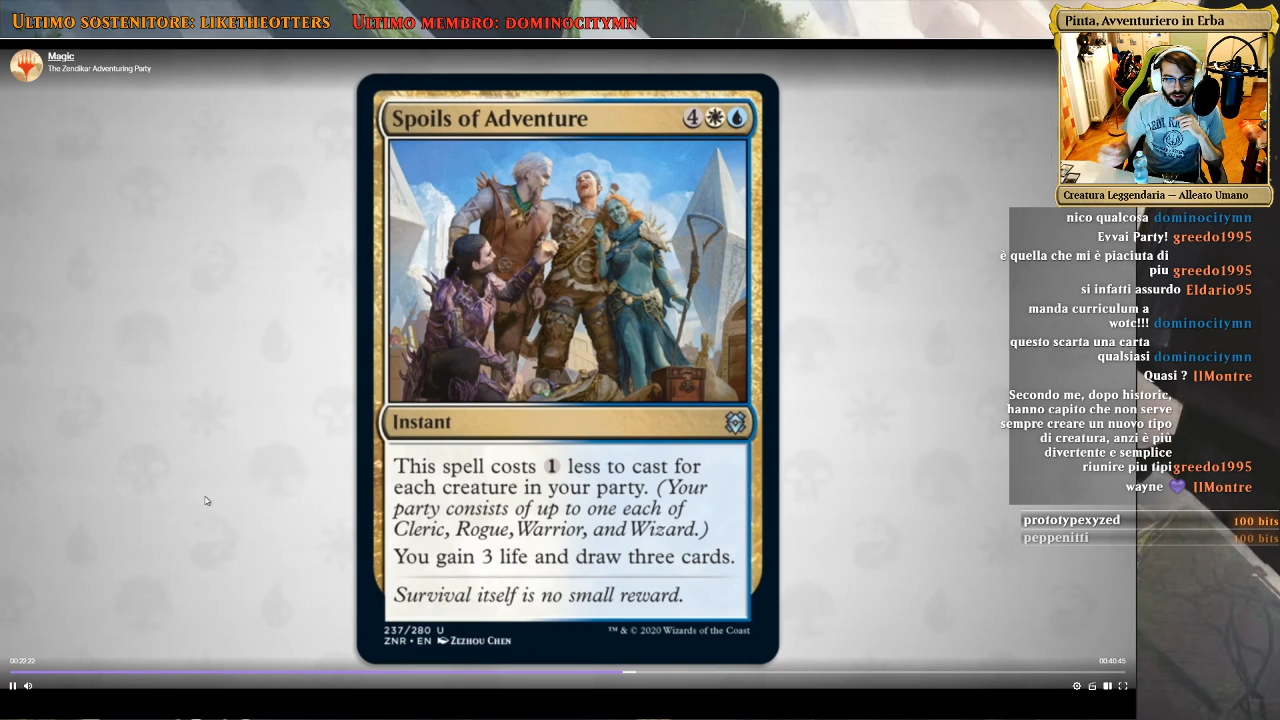 ULTIMO SOSTENITORE: LIKETHEOTTERS ULTIMO MEMBRO: DOMINOCITYMN
Pinta, Avventuriero in Erba
Magic
The Zendikar Adventuring Party
Spoils of Adventure 4
Creatura Leggendaria — Alleato Umano
nico qualcosa dominocitymn
Evvai Party! greedo1995
è quella che mi è piaciuta di
piu greedo1995
si infatti assurdo Eldario95
manda curriculum a
wotc!!! dominocitymn
questo scarta una carta
qualsiasi dominocitymn
Quasi ? IlMontre
Secondo me, dopo historic,
hanno capito che non serve
sempre creare un nuovo tipo
di creatura, anzi è più
divertente e semplice
riunire piu tipi greedo1995
wayne 💜 IlMontre
prototypexyzed 100 bits
peppenitti 100 bits
Instant
This spell costs 1 less to cast for
each creature in your party. (Your
party consists of up to one each of
Cleric, Rogue, Warrior, and Wizard.)
You gain 3 life and draw three cards.
Survival itself is no small reward.
237/280 U
ZNR • EN ZEZHOU CHEN
™ & © 2020 Wizards of the Coast
00:22:22
00:40:45